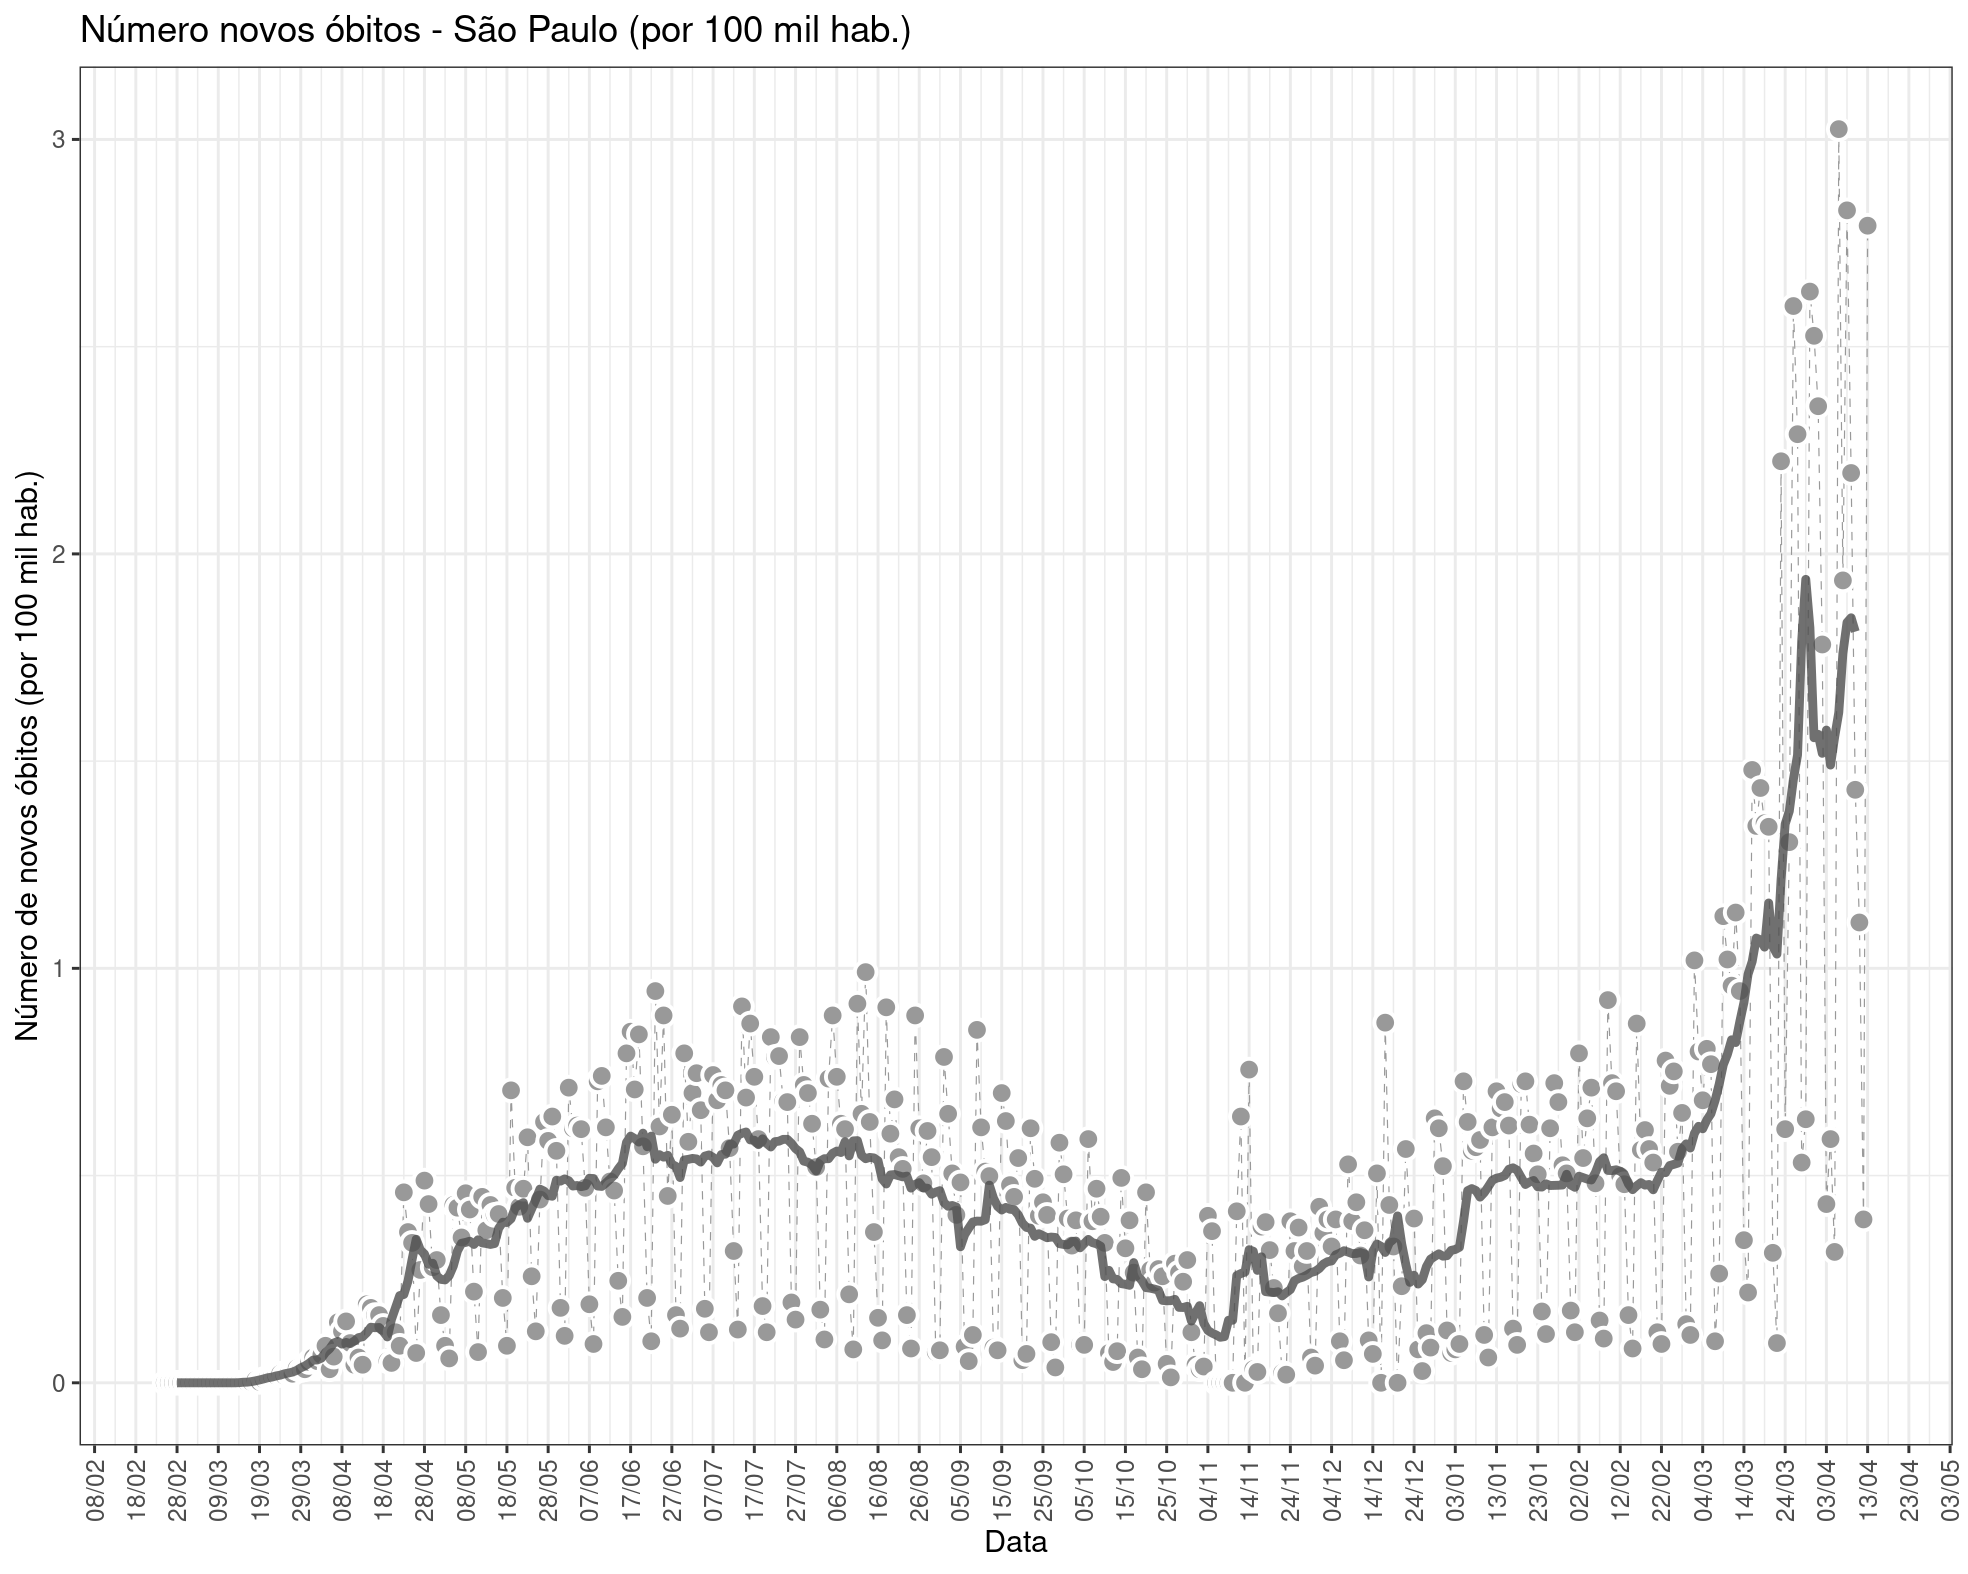 Número novos óbitos - São Paulo (por 100 mil hab.)
Número de novos óbitos (por 100 mil hab.)
3
2
1
0
08/02 18/02 28/02 09/03 19/03 29/03 08/04 18/04 28/04 08/05 18/05 28/05 07/06 17/06 27/06 07/07 17/07 27/07 06/08 16/08 26/08 05/09 15/09 25/09 05/10 15/10 25/10 04/11 14/11 24/11 04/12 14/12 24/12 03/01 13/01 23/01 02/02 12/02 22/02 04/03 14/03 24/03 03/04 13/04 23/04 03/05
Data